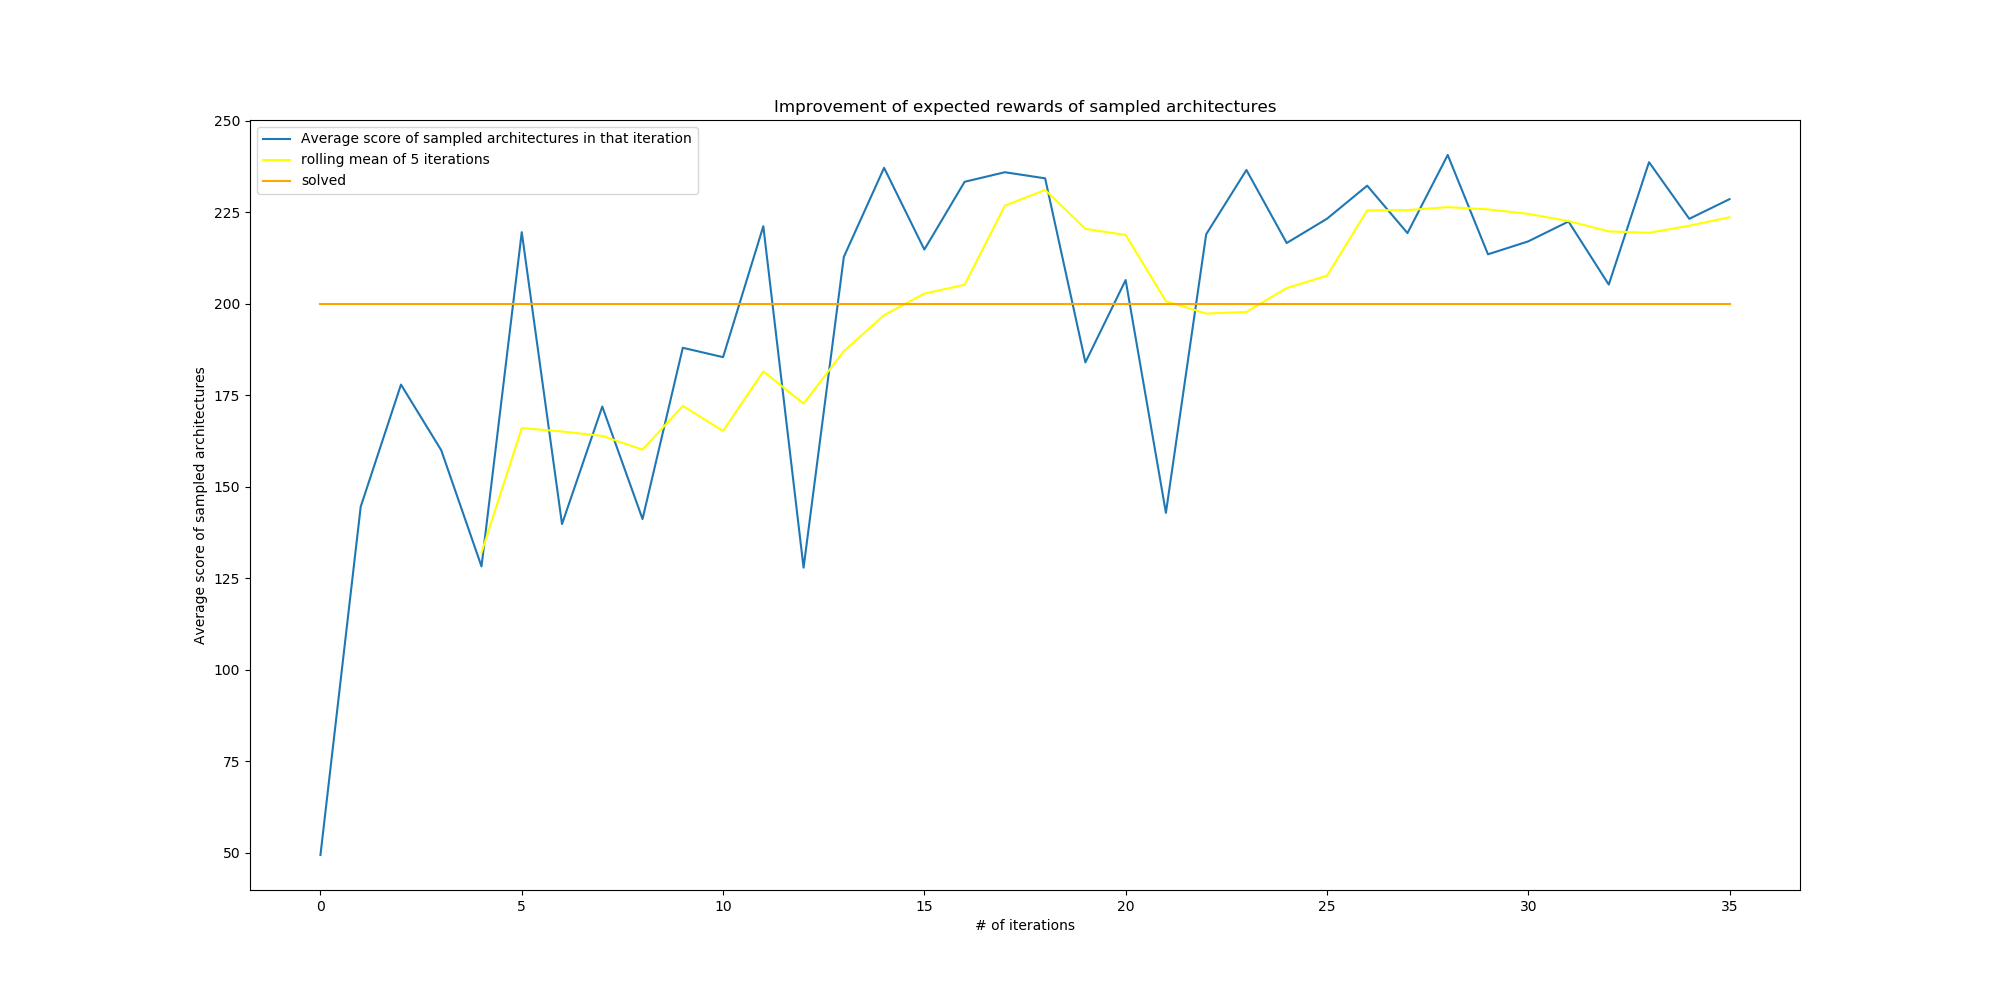 Improvement of expected rewards of sampled architectures
250
225
200
175
150
125
100
75
50
Average score of sampled architectures
Average score of sampled architectures in that iteration
rolling mean of 5 iterations
solved
0 5 10 15 20 25 30 35
# of iterations